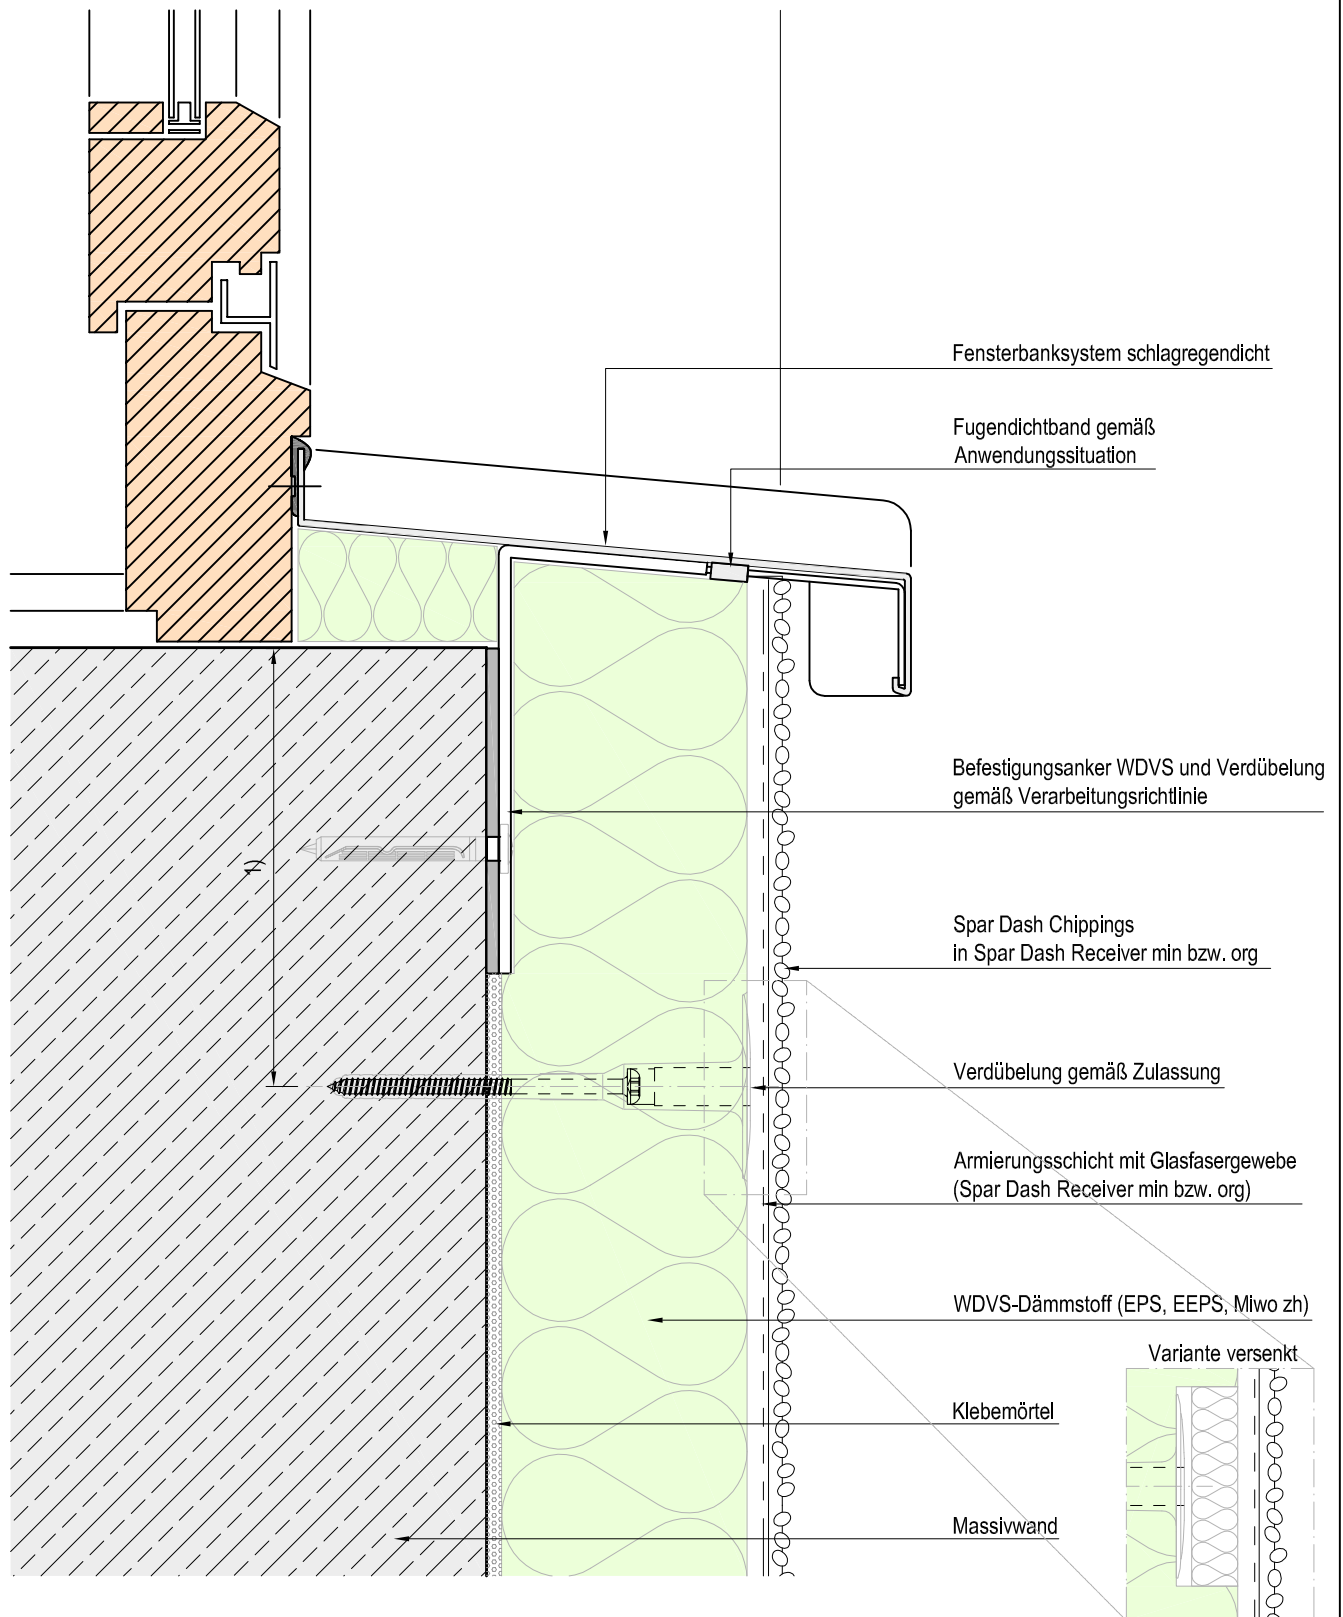 Fensterbanksystem schlagregendicht
Fugendichtband gemäß
Anwendungssituation
Befestigungsanker WDVS und Verdübelung
gemäß Verarbeitungsrichtlinie
1)
Spar Dash Chippings
in Spar Dash Receiver min bzw. org
Verdübelung gemäß Zulassung
Armierungsschicht mit Glasfasergewebe
(Spar Dash Receiver min bzw. org)
WDVS-Dämmstoff (EPS, EEPS, Miwo zh)
Variante versenkt
Klebemörtel
Massivwand